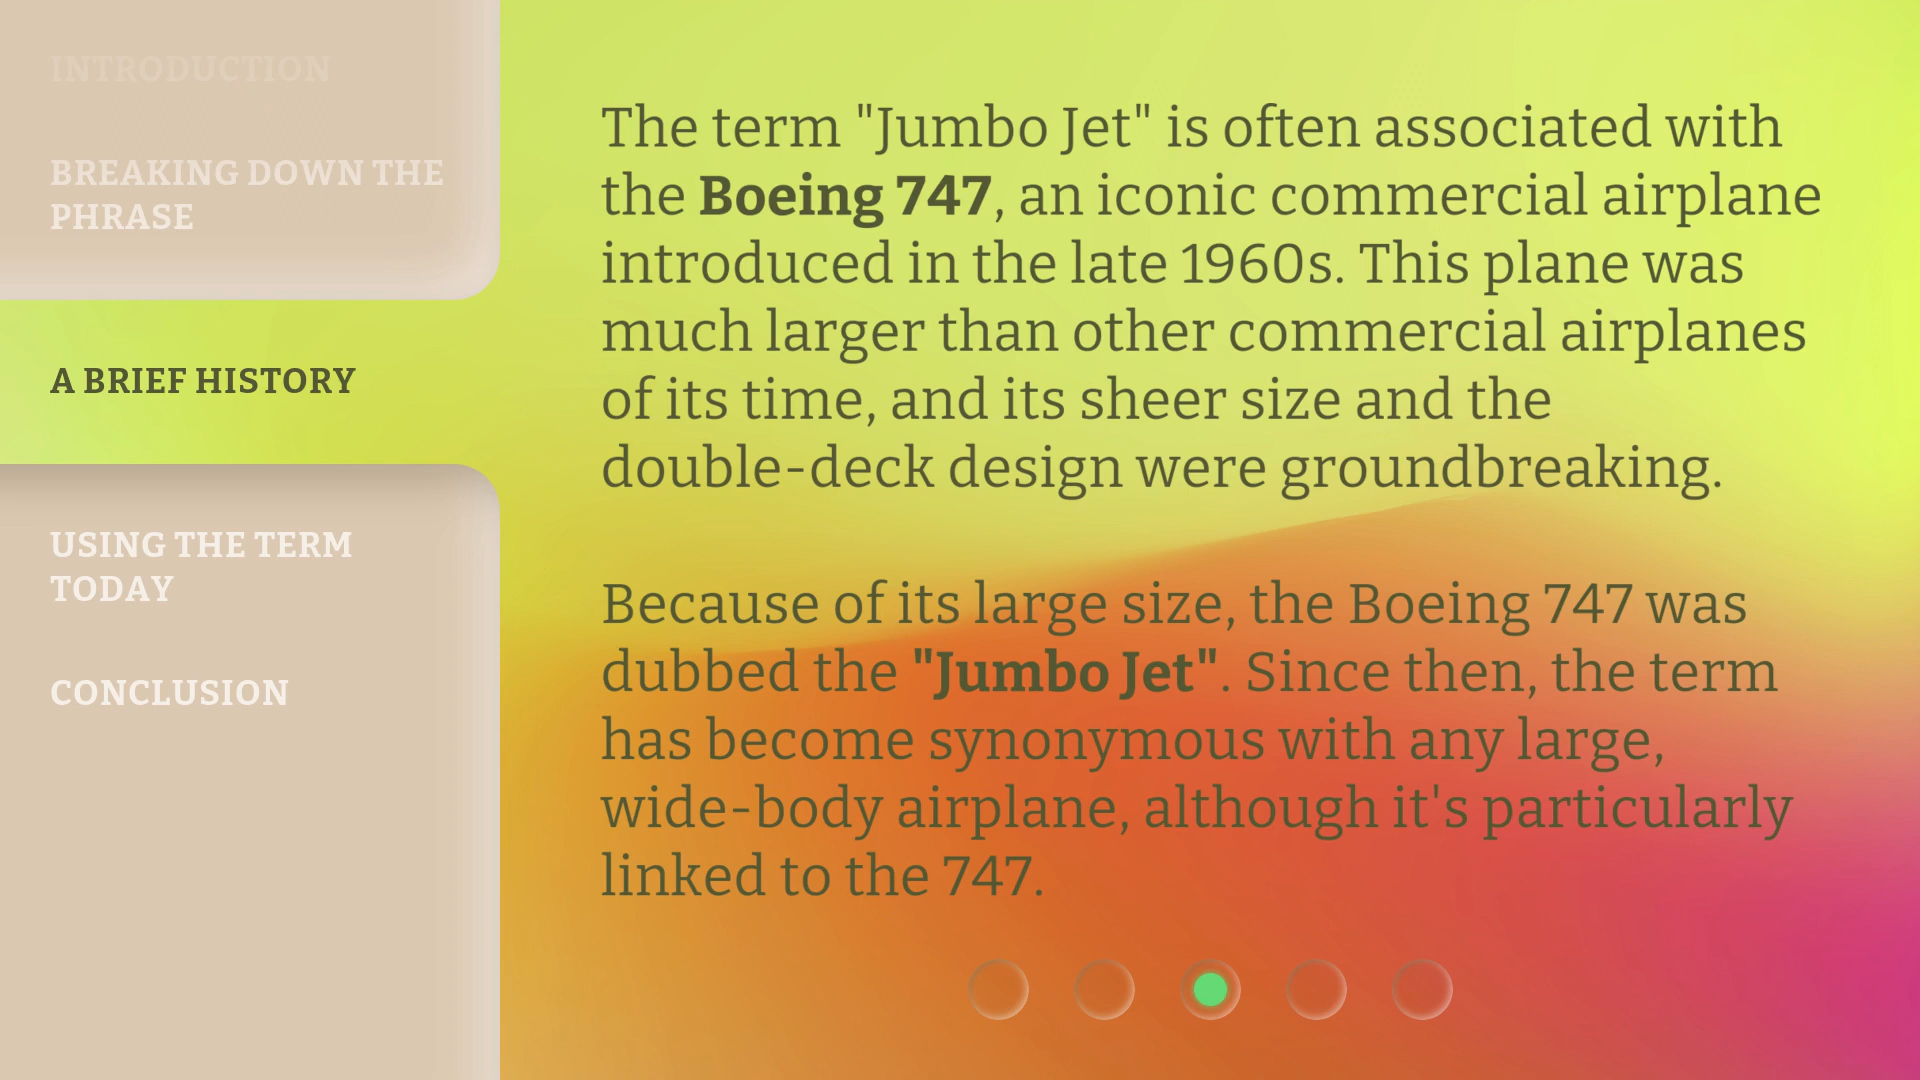 INTRODUCTION
BREAKING DOWN THE
PHRASE
A BRIEF HISTORY
USING THE TERM
TODAY
CONCLUSION
The term "Jumbo Jet" is often associated with
the Boeing 747, an iconic commercial airplane
introduced in the late 1960s. This plane was
much larger than other commercial airplanes
of its time, and its sheer size and the
double-deck design were groundbreaking.
Because of its large size, the Boeing 747 was
dubbed the "Jumbo Jet". Since then, the term
has become synonymous with any large,
wide-body airplane, although it's particularly
linked to the 747.